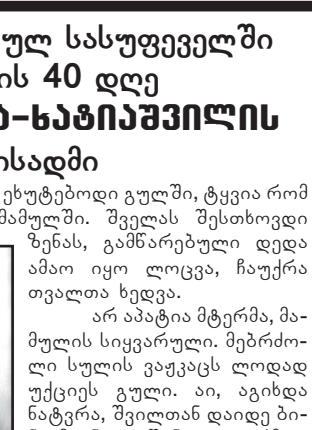 ულ სასუფეველში
ის 40 დღე
ა-ხატიაშვილის
ისადმი
ეხუტებოდი გულში, ტყვია რომ
მამულში. შველას შესთხოვდი
ზენას, გამწარებული დედა
ამაო იყო ლოცვა, ჩაუქრა
თვალთა ხედვა.
არ აპატია მტერმა, მა-
მულის სიყვარული. მებრძო-
ლი სულის ვაჟკაცს ლოდად
უქციეს გული. აი, აგიხდა
ნატვრა, შვილთან დაიდე ბი-